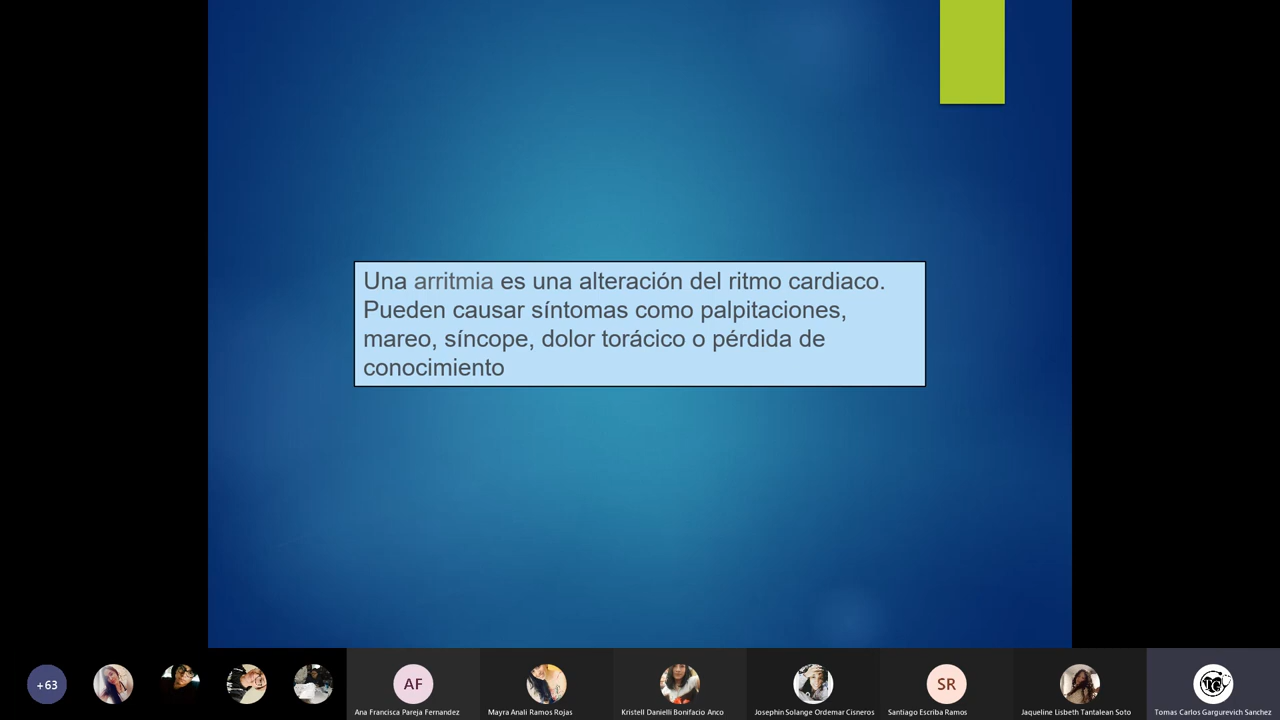 Una arritmia es una alteración del ritmo cardiaco.
Pueden causar síntomas como palpitaciones,
mareo, síncope, dolor torácico o pérdida de
conocimiento
+63
AF
SR
Ana Francisca Pareja Fernandez
Mayra Anali Ramos Rojas
Kristell Danielli Bonifacio Anco
Josephin Solange Ordemar Cisneros
Santiago Escriba Ramos
Jaqueline Lisbeth Tantalean Soto
Tomas Carlos Gargurevich Sanchez